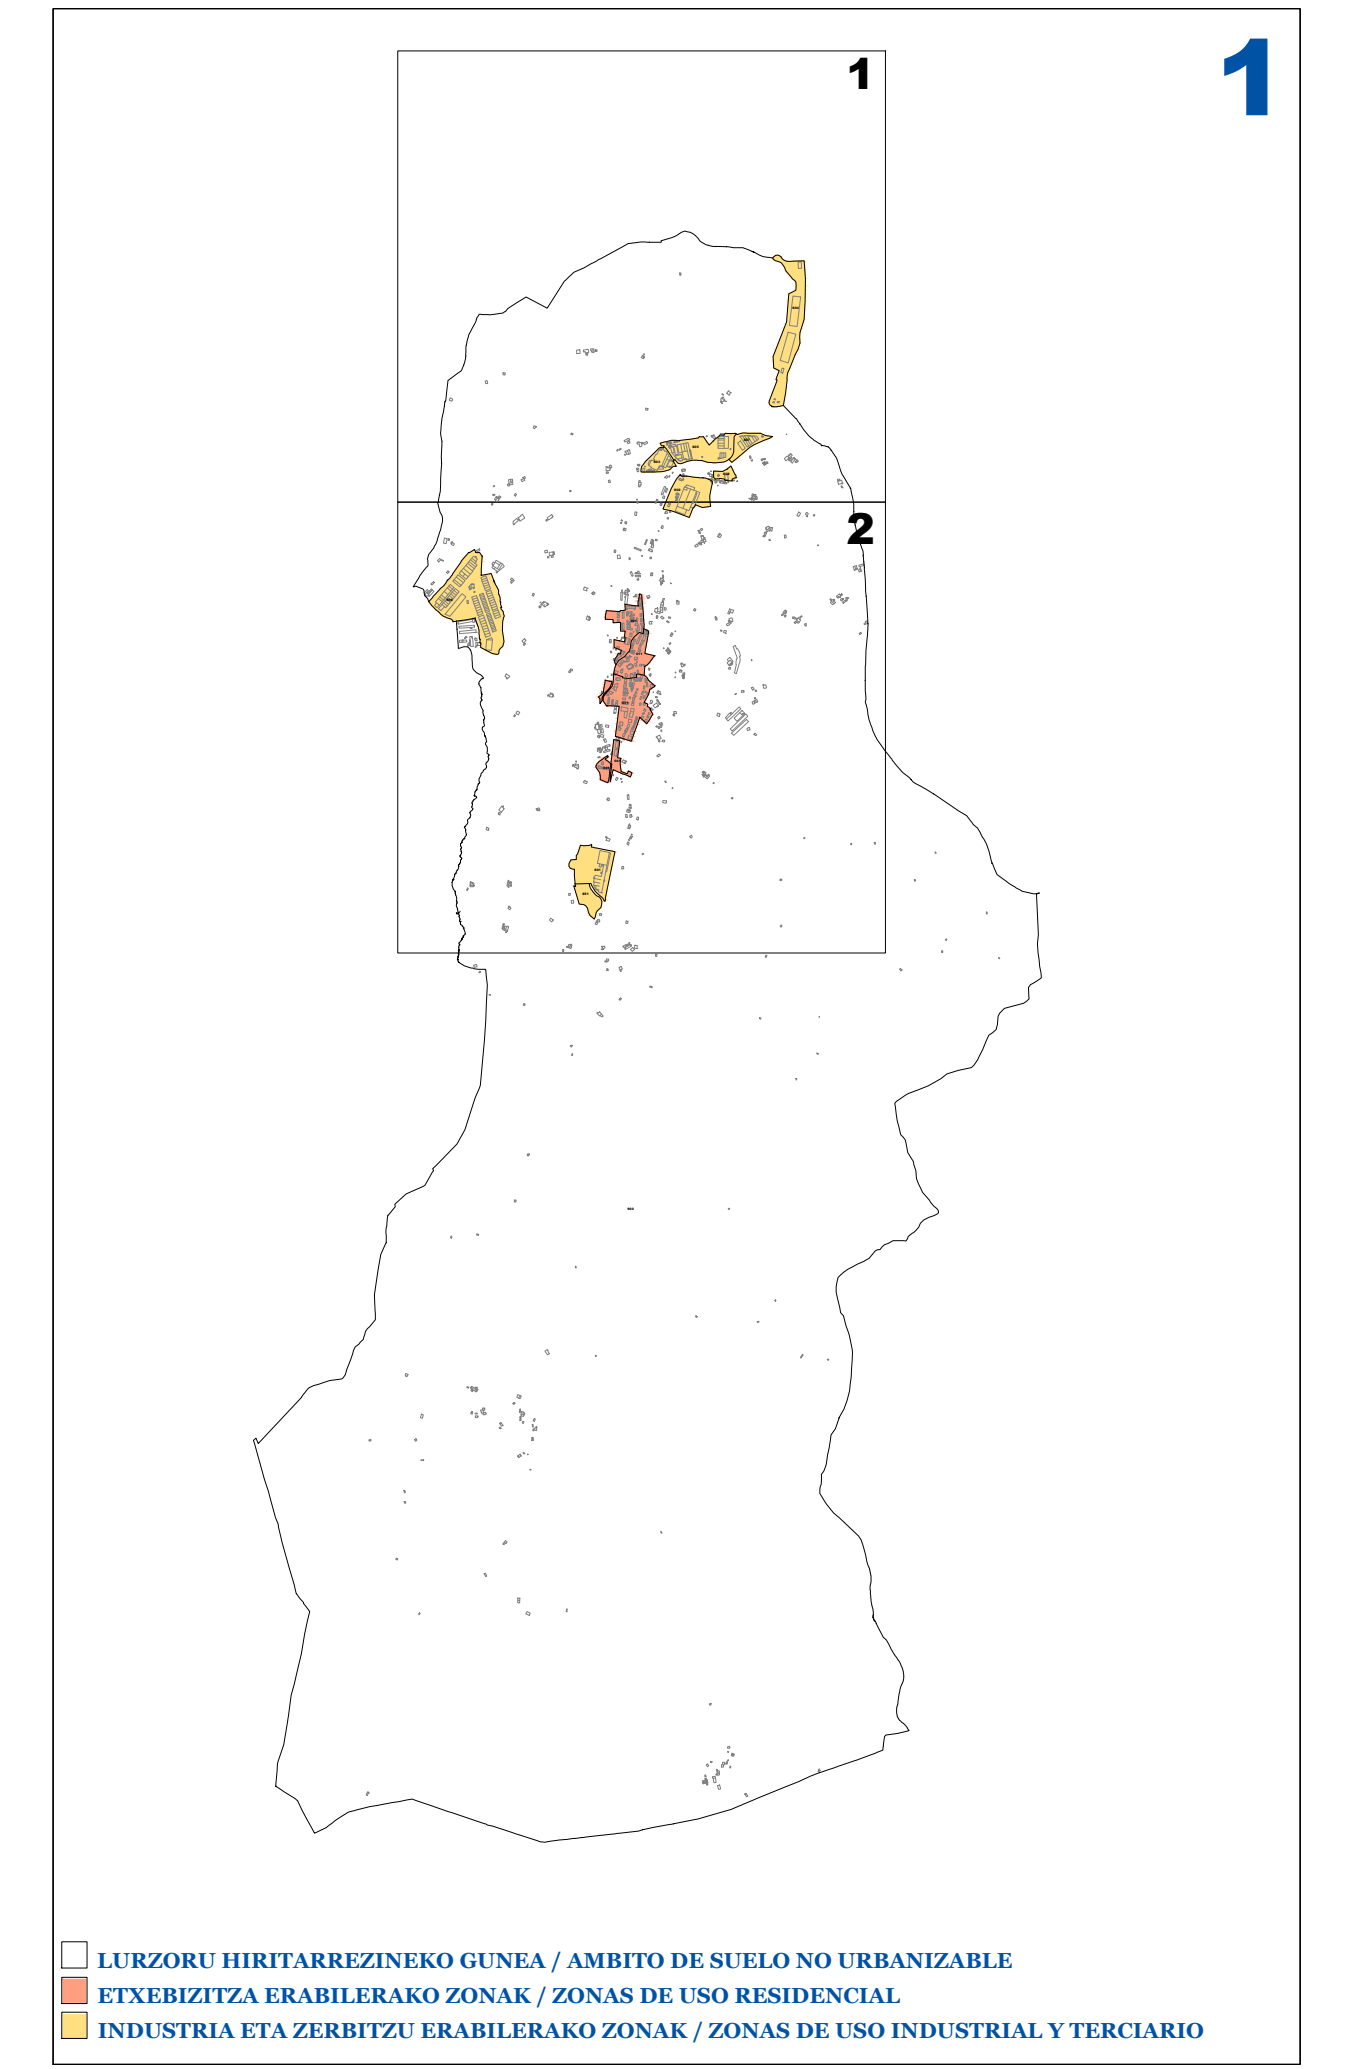 1
1
2
LURZORU HIRITARREZINEKO GUNEA / AMBITO DE SUELO NO URBANIZABLE
ETXEBIZITZA ERABILERAKO ZONAK / ZONAS DE USO RESIDENCIAL
INDUSTRIA ETA ZERBITZU ERABILERAKO ZONAK / ZONAS DE USO INDUSTRIAL Y TERCIARIO